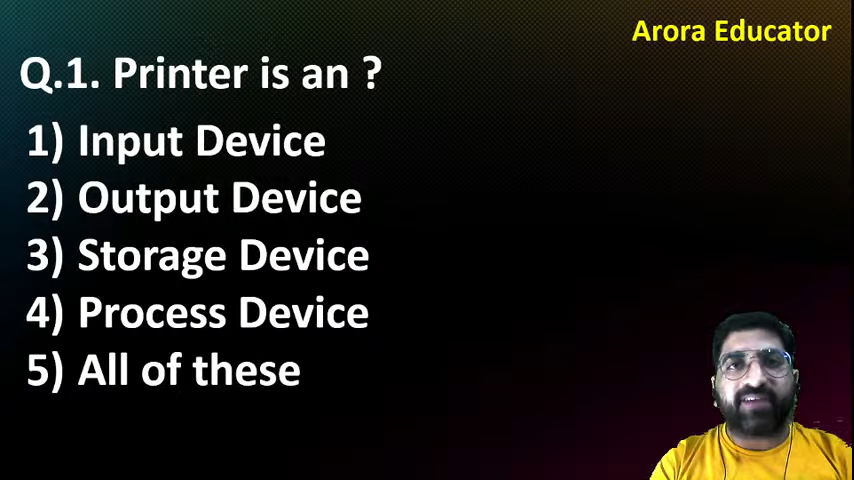 Arora Educator
Q.1. Printer is an ?
1) Input Device
2) Output Device
3) Storage Device
4) Process Device
5) All of these